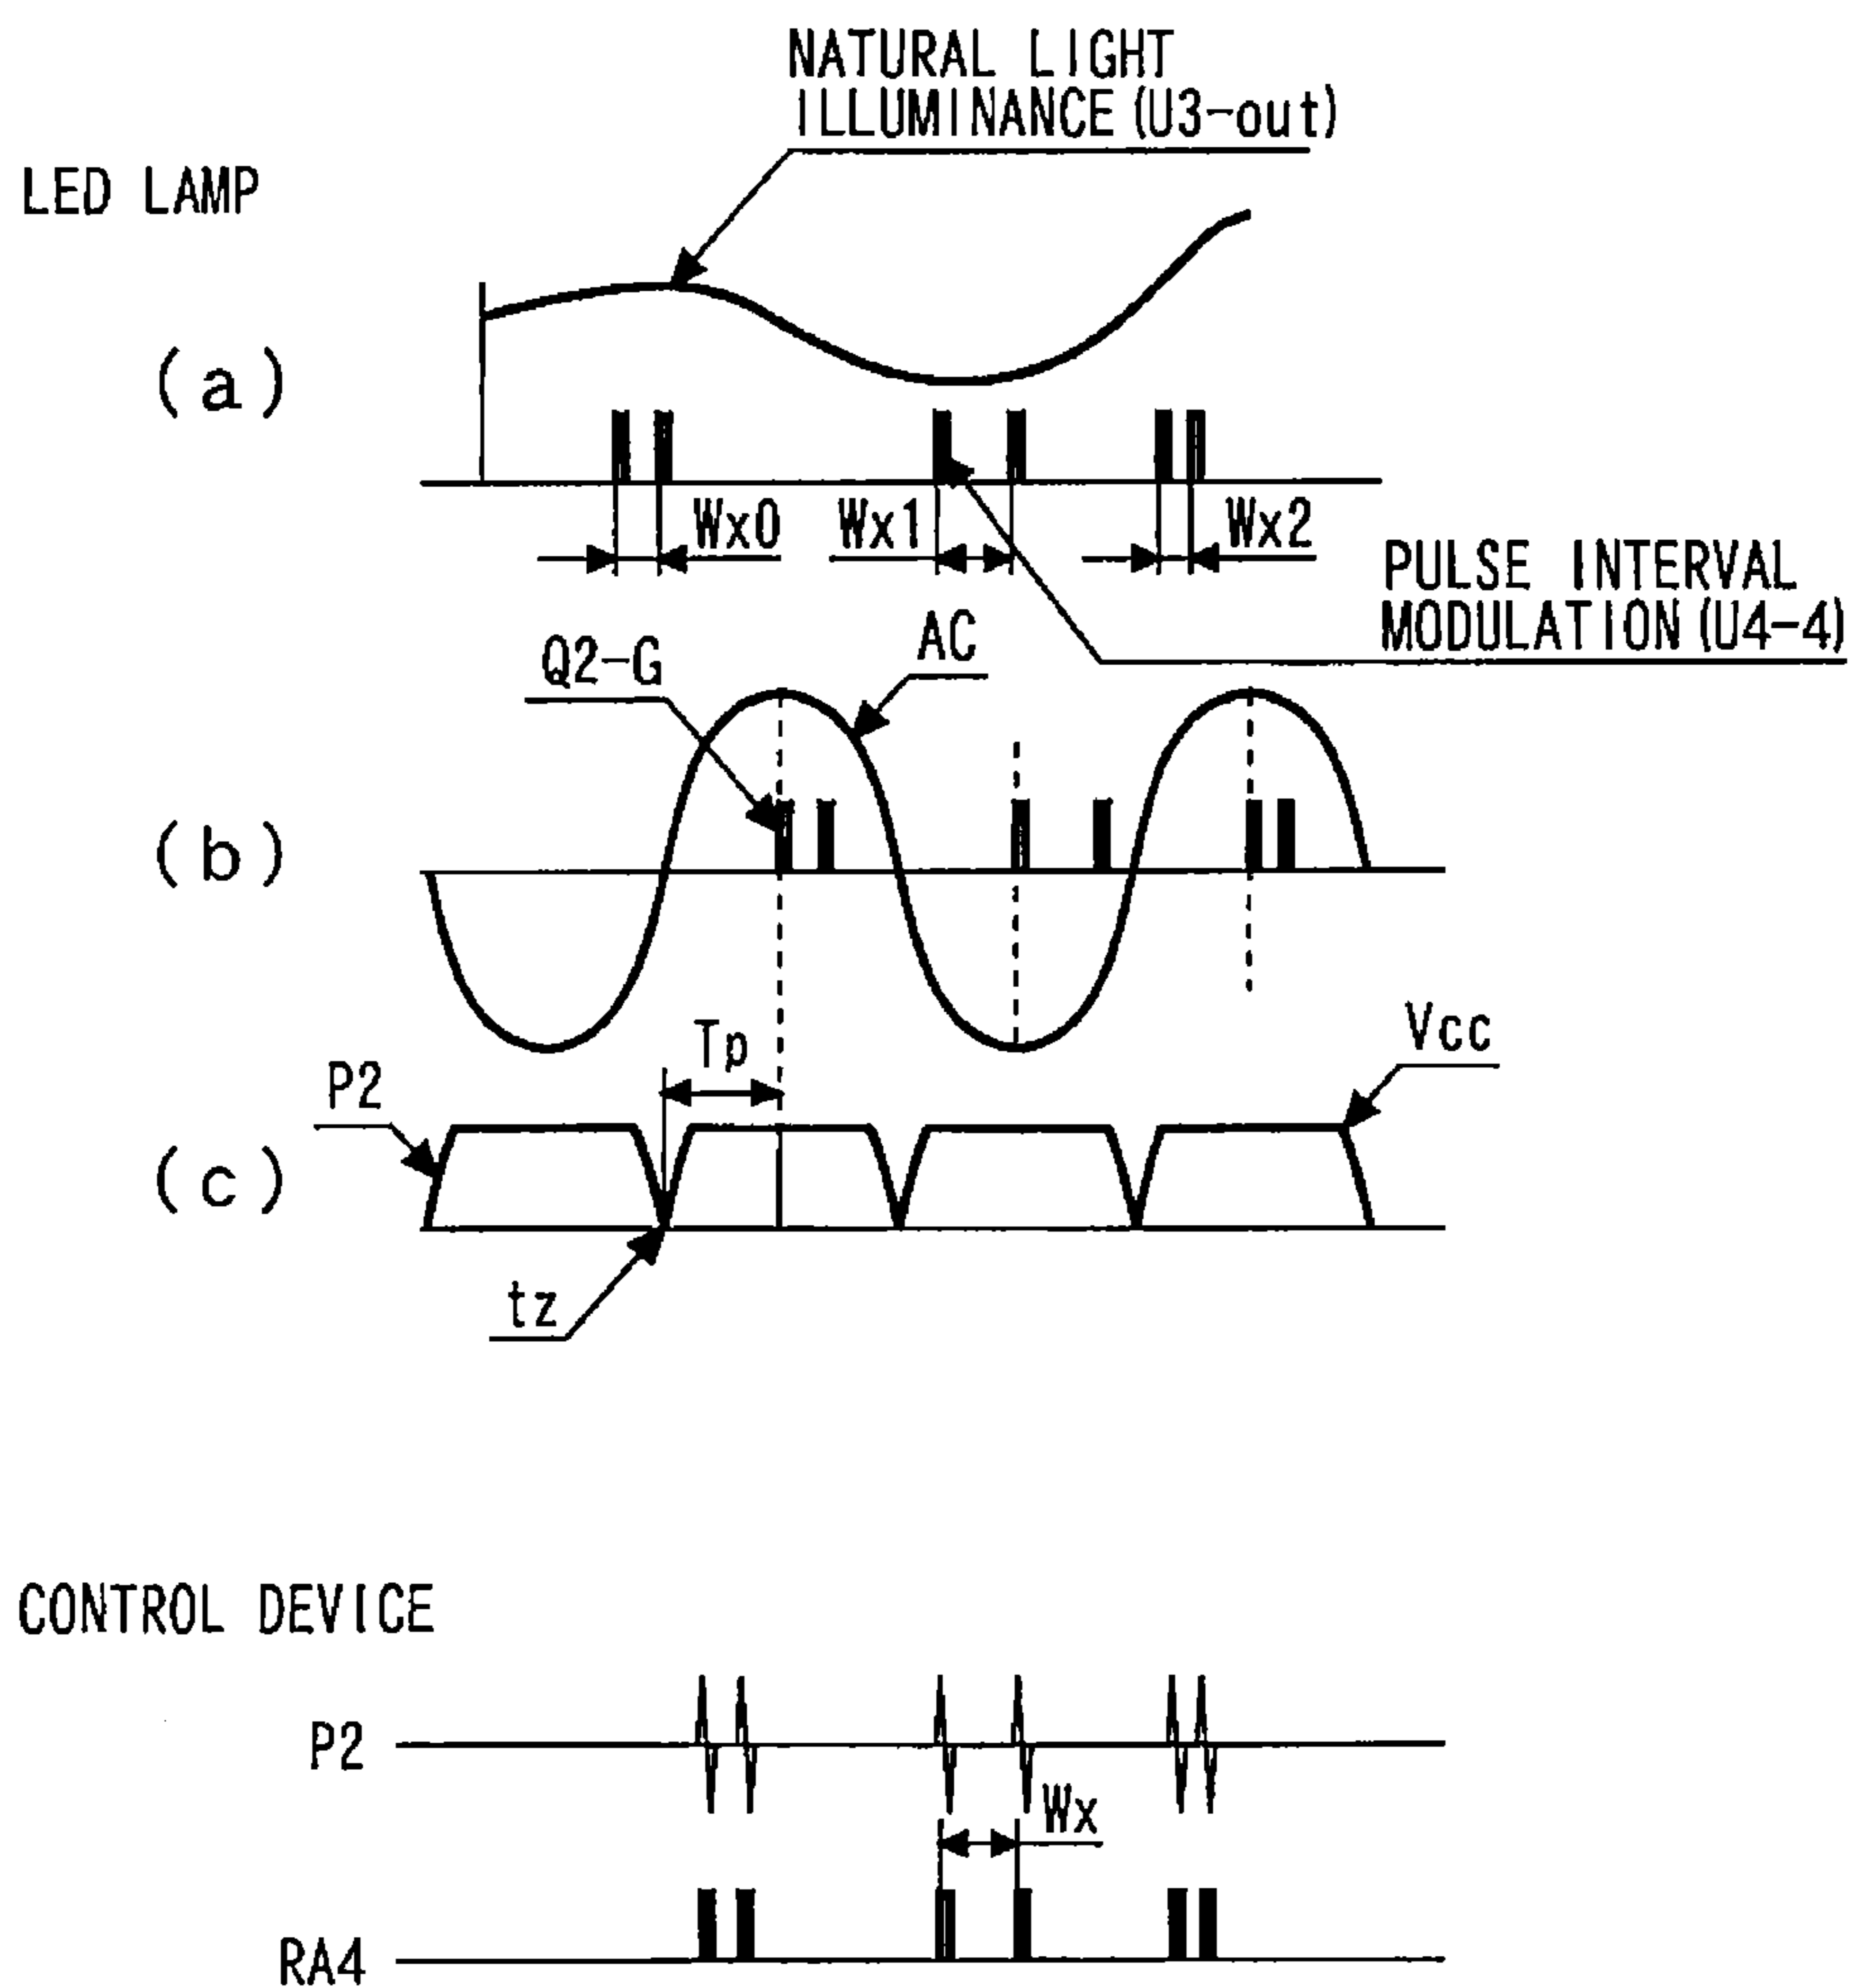 NATURAL LIGHT
ILLUMINANCE (U3-out)
LED LAMP
(a)
Wx0
Wx1
Wx2
PULSE INTERVAL
MODULATION (U4-4)
Q2-G
AC
(b)
Tp
Vcc
P2
(c)
tz
CONTROL DEVICE
P2
Wx
RA4